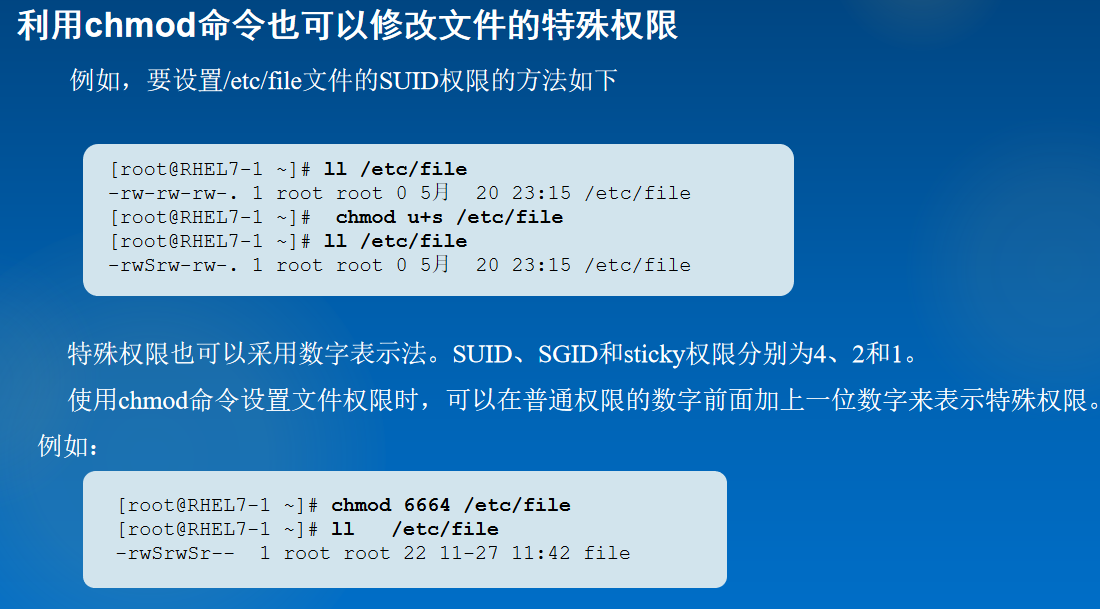 利用chmod命令也可以修改文件的特殊权限
例如，要设置/etc/file文件的SUID权限的方法如下
[root@RHEL7-1 ~]# ll /etc/file
-rw-rw-rw-. 1 root root 0 5月  20 23:15 /etc/file
[root@RHEL7-1 ~]#  chmod u+s /etc/file
[root@RHEL7-1 ~]# ll /etc/file
-rwSrw-rw-. 1 root root 0 5月  20 23:15 /etc/file
特殊权限也可以采用数字表示法。SUID、SGID和sticky权限分别为4、2和1。
使用chmod命令设置文件权限时，可以在普通权限的数字前面加上一位数字来表示特殊权限。
例如：
[root@RHEL7-1 ~]# chmod 6664 /etc/file
[root@RHEL7-1 ~]# ll   /etc/file
-rwSrwSr--  1 root root 22 11-27 11:42 file